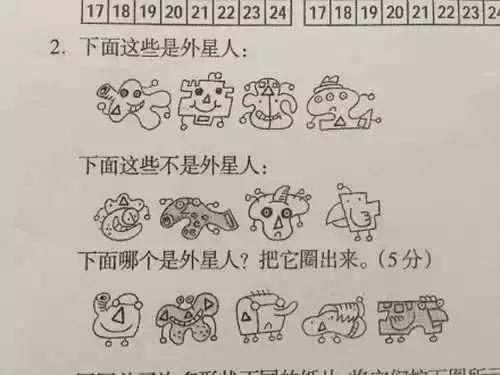 17 18 19 20 21 22 23 24 17 18 19 20 21 22 23
2. 下面这些是外星人：
下面这些不是外星人：
下面哪个是外星人？把它圈出来。（5分）